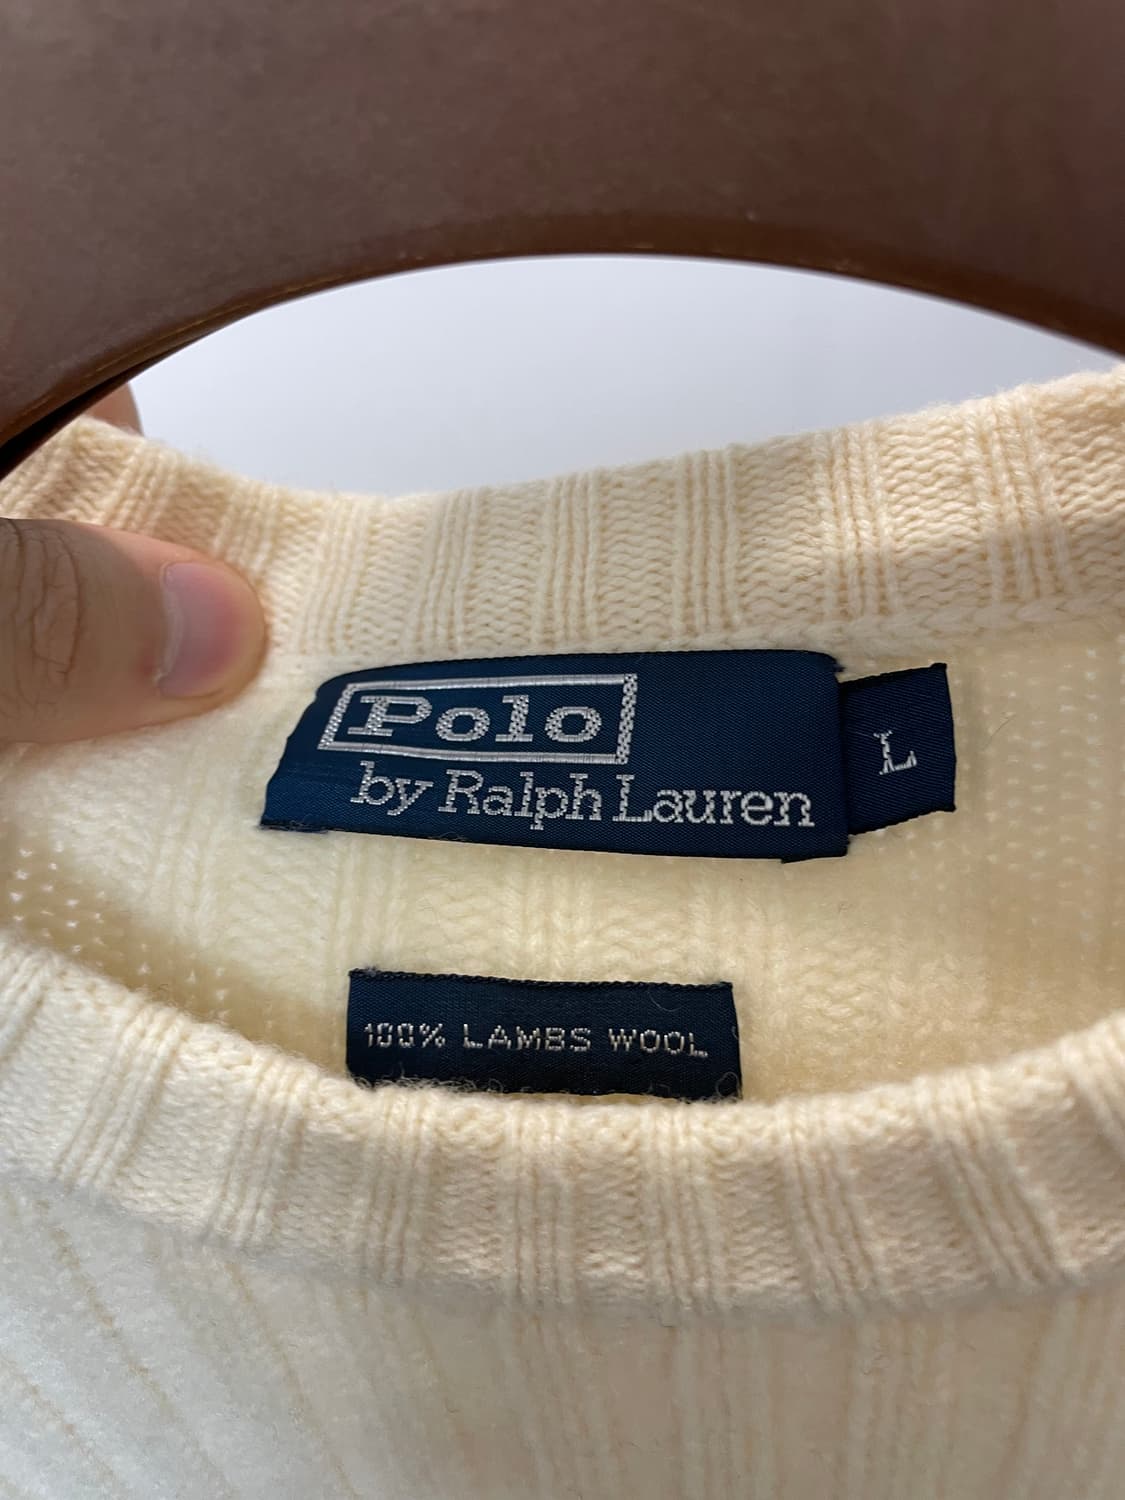 Polo
by Ralph Lauren
L
100% LAMBS WOOL